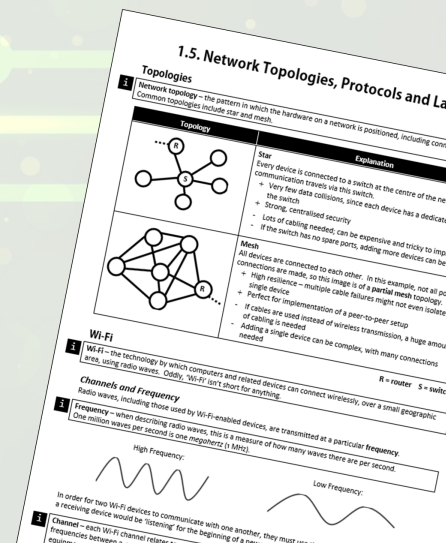 1.5. Network Topologies, Protocols and La
Topologies
i
Network topology – the pattern in which the hardware on a network is positioned, including conn
Common topologies include star and mesh.
Topology
Explanation
R
S
Star
Every device is connected to a switch at the centre of the ne
communication travels via this switch.
+ Very few data collisions, since each device has a dedicate
the switch
+ Strong, centralised security
- Lots of cabling needed; can be expensive and tricky to imp
- If the switch has no spare ports, adding more devices can be
R
Mesh
All devices are connected to each other. In this example, not all po
connections are made, so this image is of a partial mesh topology.
+ High resilience – multiple cable failures might not even isolate
single device
+ Perfect for implementation of a peer-to-peer setup
- If cables are used instead of wireless transmission, a huge amou
of cabling is needed
- Adding a single device can be complex, with many connections
needed
R = router S = switc
Wi-Fi
i
Wi-Fi – the technology by which computers and related devices can connect wirelessly, over a small geographic
area, using radio waves. Oddly, 'Wi-Fi' isn't short for anything.
Channels and Frequency
Radio waves, including those used by Wi-Fi-enabled devices, are transmitted at a particular frequency.
i
Frequency – when describing radio waves, this is a measure of how many waves there are per second.
One million waves per second is one megahertz (1 MHz).
High Frequency:
Low Frequency:
In order for two Wi-Fi devices to communicate with one another, they must use th
a receiving device would be 'listening' for the beginning of a new
i
Channel – each Wi-Fi channel relates
frequencies between